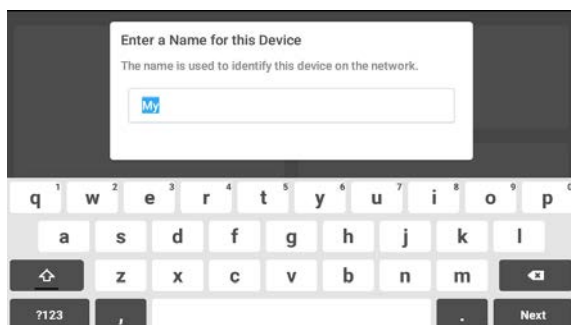 Enter a Name for this Device
The name is used to identify this device on the network.
My
q 1 w 2 e 3 r 4 t 5 y 6 u 7 i 8 o 9 p 0
a s d f g h j k l
z x c v b n m
?123 , . Next